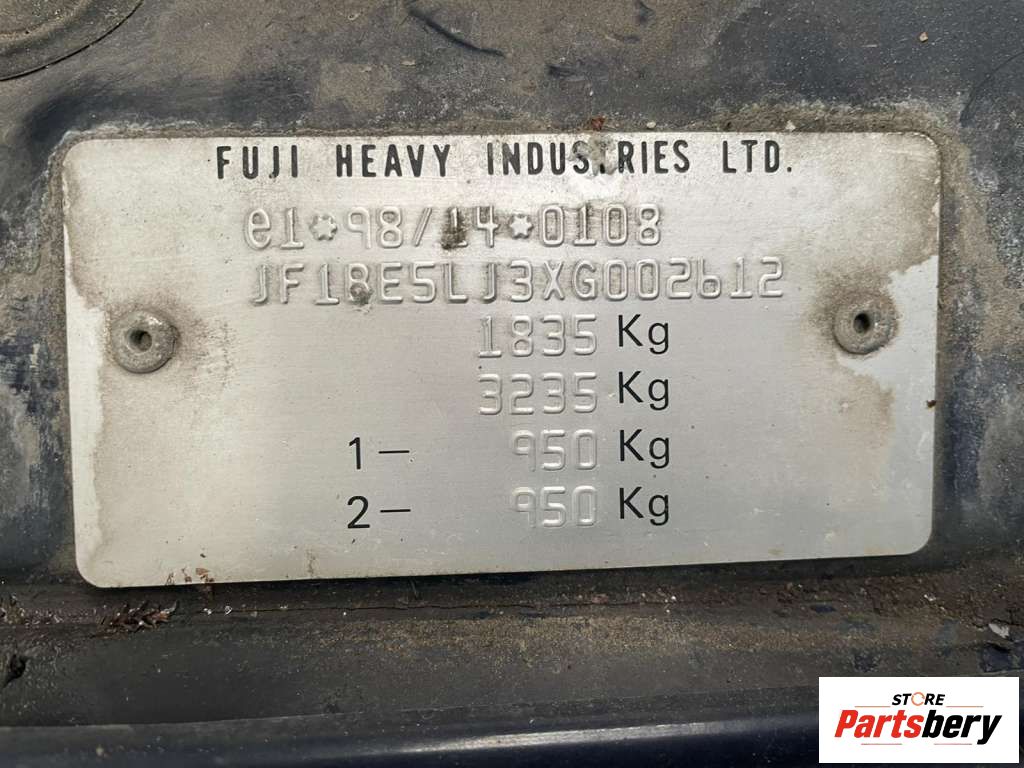 FUJI HEAVY INDUSTRIES LTD.
e1*98/14*0108
JF1BE5LJ3XG002612
1835 Kg
3235 Kg
1– 950 Kg
2– 950 Kg
STORE
Partsbery